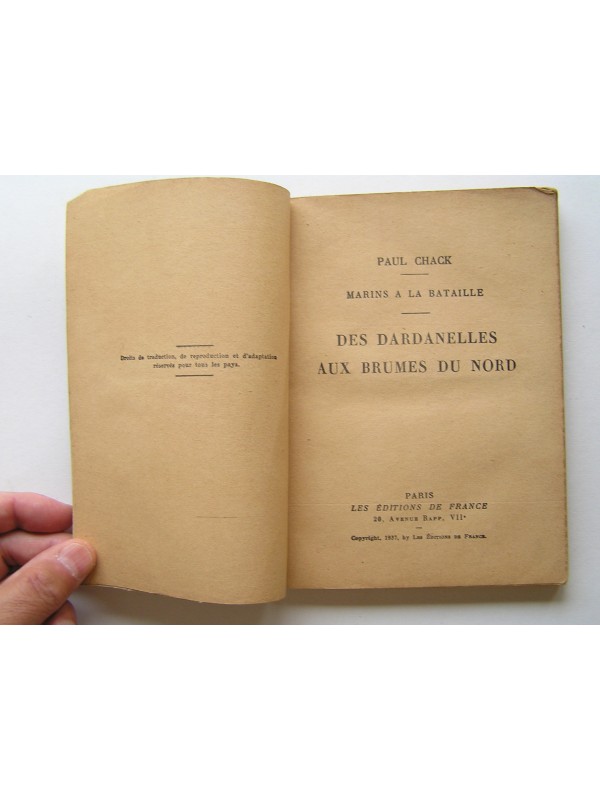 Droits de traduction, de reproduction et d'adaptation
réservés pour tous les pays.
PAUL CHACK
MARINS A LA BATAILLE
DES DARDANELLES
AUX BRUMES DU NORD
PARIS
LES ÉDITIONS DE FRANCE
20, AVENUE RAPP, VIIe
Copyright, 1937, by LES ÉDITIONS DE FRANCE.